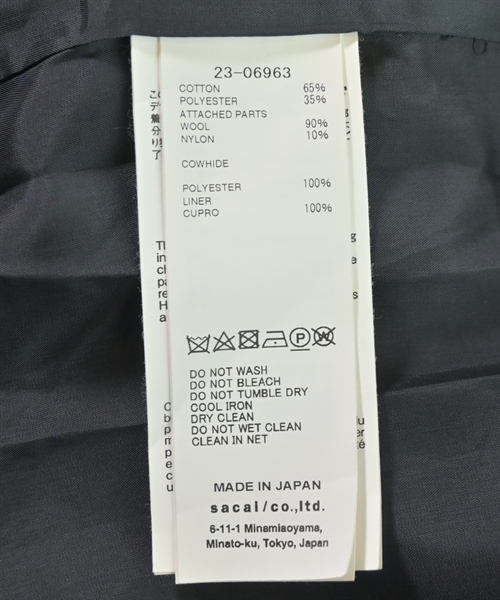 23-06963
COTTON 65%
POLYESTER 35%
ATTACHED PARTS
WOOL 90%
NYLON 10%
COWHIDE
POLYESTER 100%
LINER
CUPRO 100%
P W
DO NOT WASH
DO NOT BLEACH
DO NOT TUMBLE DRY
COOL IRON
DRY CLEAN
DO NOT WET CLEAN
CLEAN IN NET
MADE IN JAPAN
sacai/co.,ltd.
6-11-1 Minamiaoyama,
Minato-ku, Tokyo, Japan